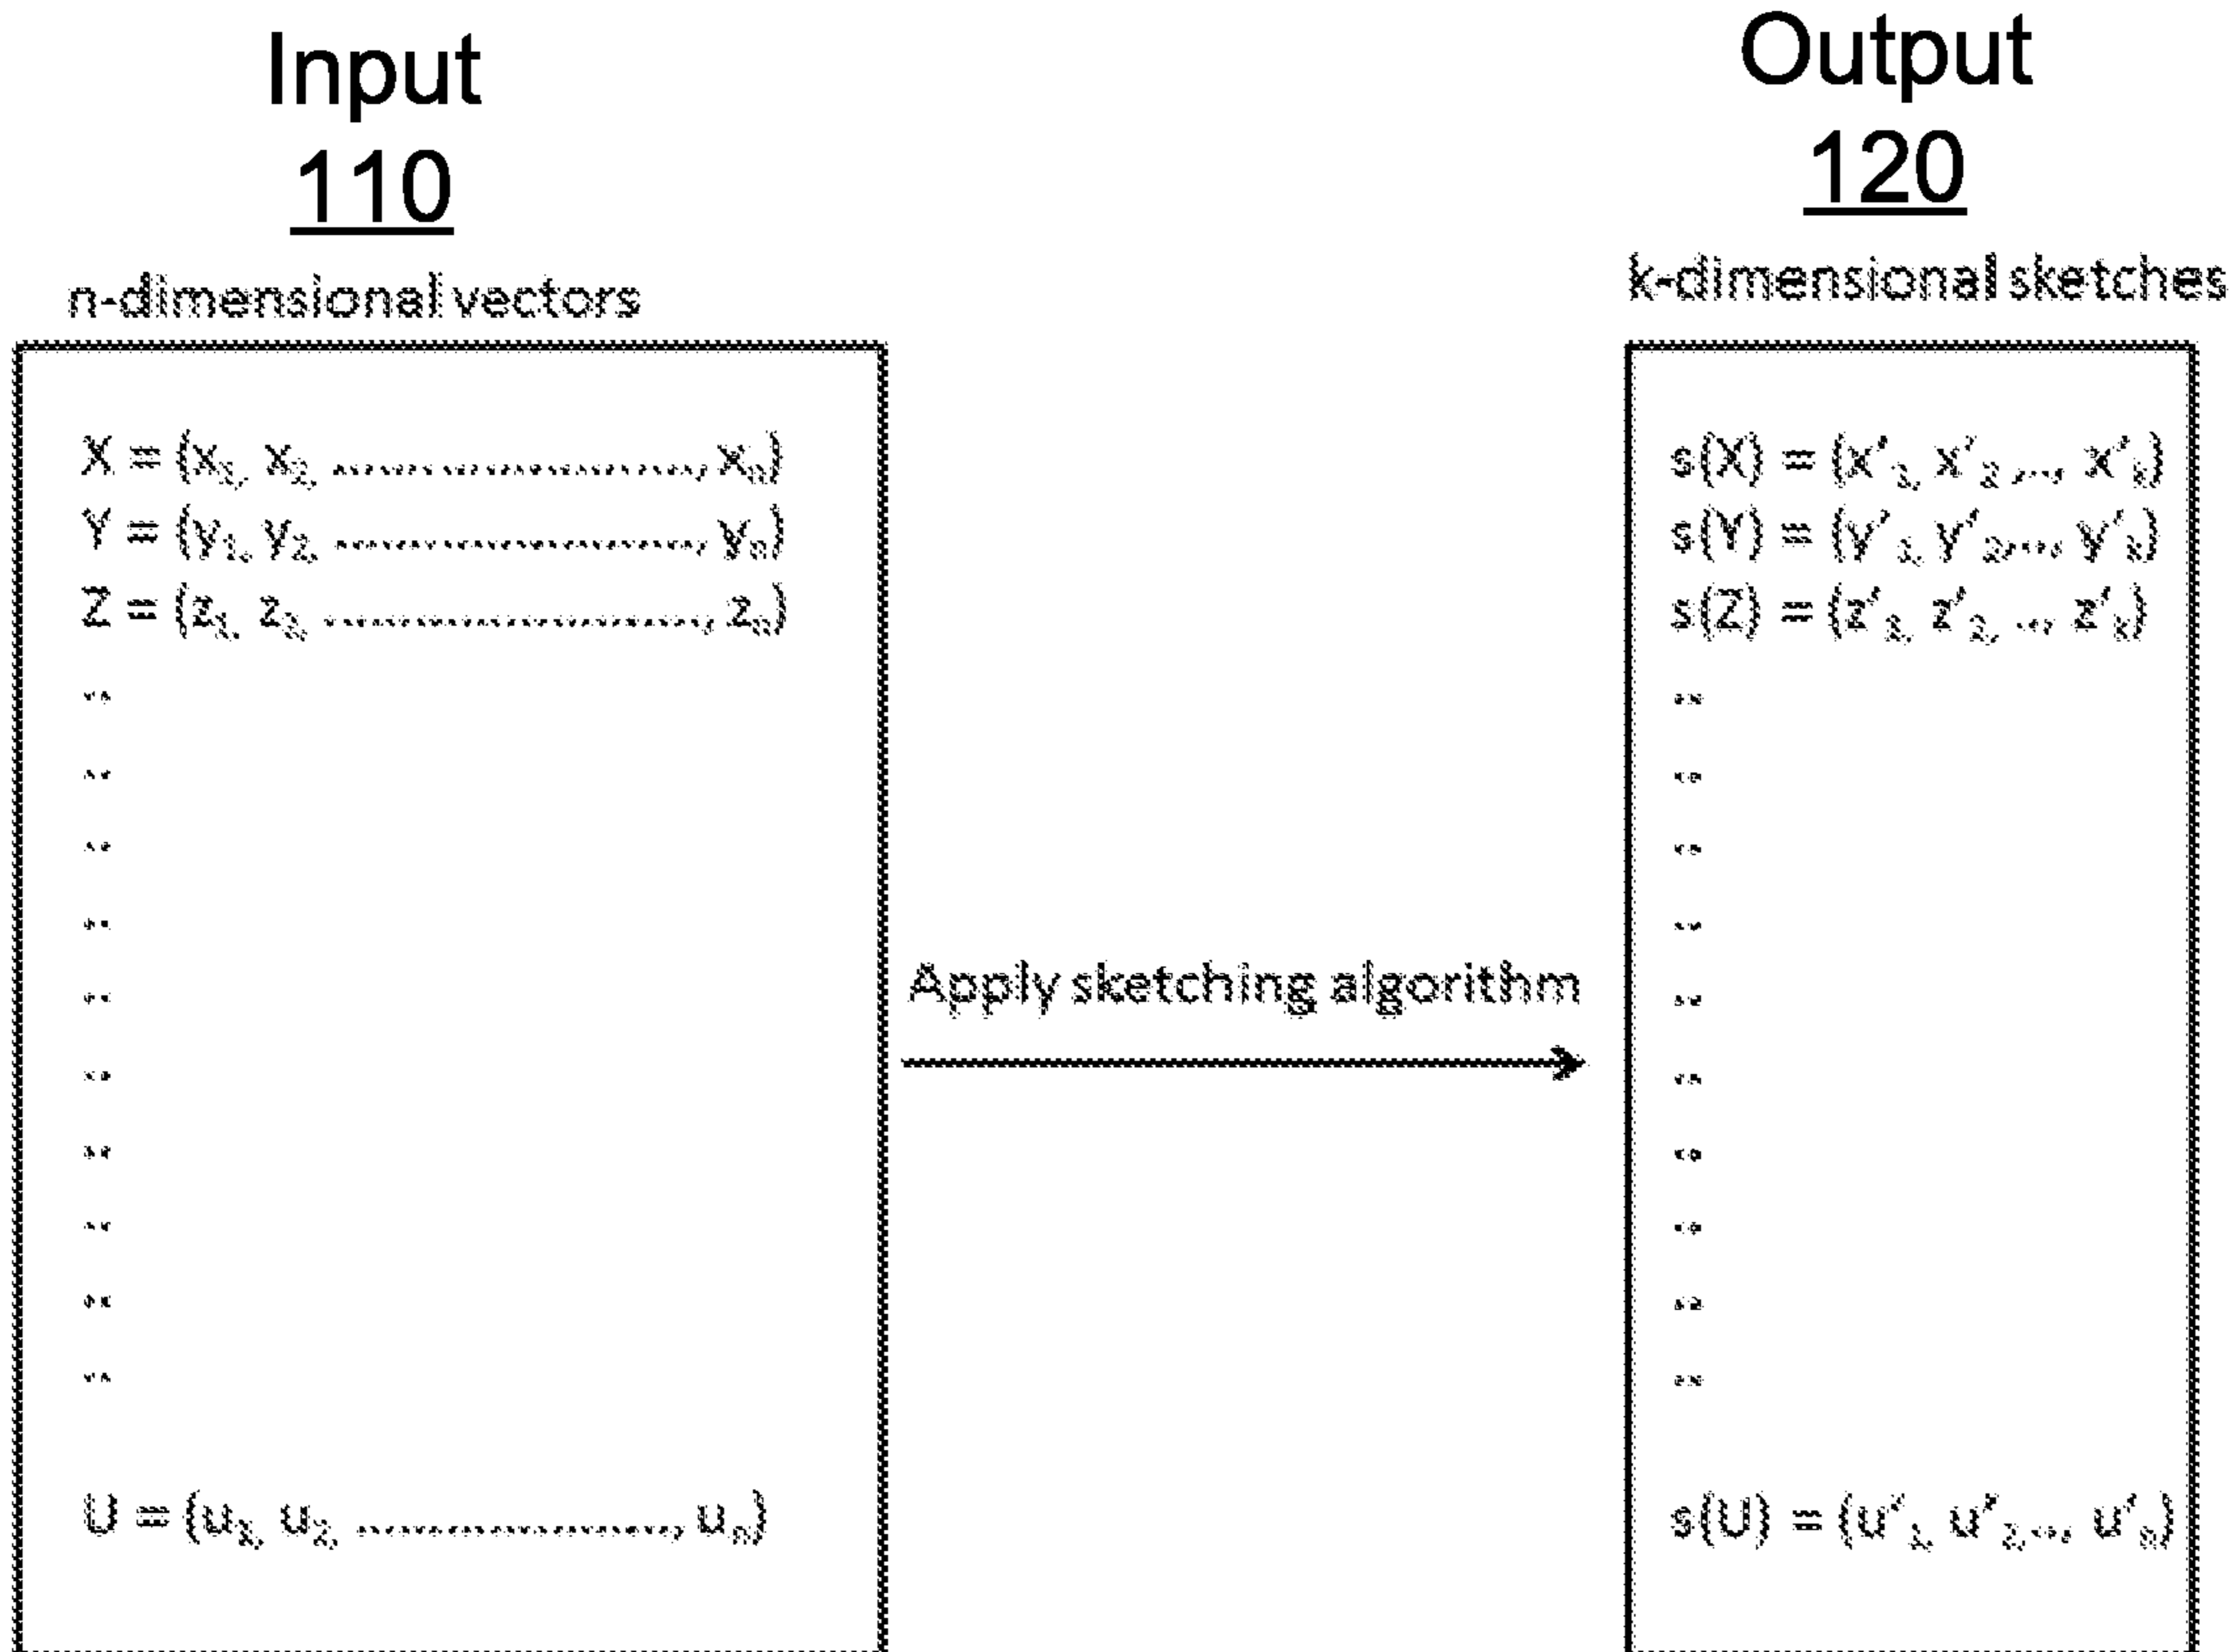 Input
110
n-dimensional vectors
X = (x₁, x₂, ........................., xₙ)
Y = (y₁, y₂, ........................., yₙ)
Z = (z₁, z₂, ........................., zₙ)
..
..
..
..
..
..
..
..
..
..
U = (u₁, u₂, ......................, uₙ)
Apply sketching algorithm
Output
120
k-dimensional sketches
s(X) = (x'₁, x'₂ ,..., x'ₖ)
s(Y) = (y'₁, y'₂,..., y'ₖ)
s(Z) = (z'₁, z'₂, .., z'ₖ)
..
..
..
..
..
..
..
..
..
..
s(U) = (u'₁, u'₂,.., u'ₙ)